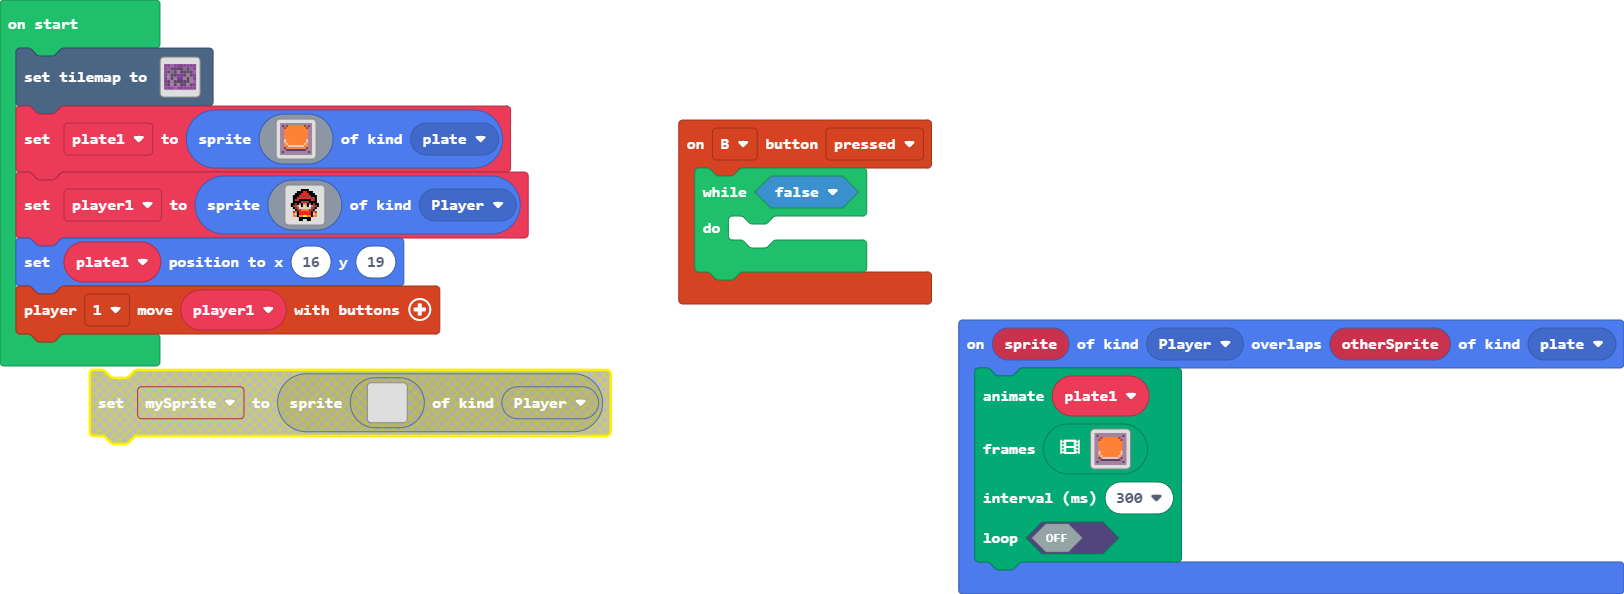 on start
set tilemap to
set plate1 to sprite of kind plate
set player1 to sprite of kind Player
set plate1 position to x 16 y 19
player 1 move player1 with buttons
set mySprite to sprite of kind Player
on B button pressed
while false
do
on sprite of kind Player overlaps otherSprite of kind plate
animate plate1
frames
interval (ms) 300
loop OFF